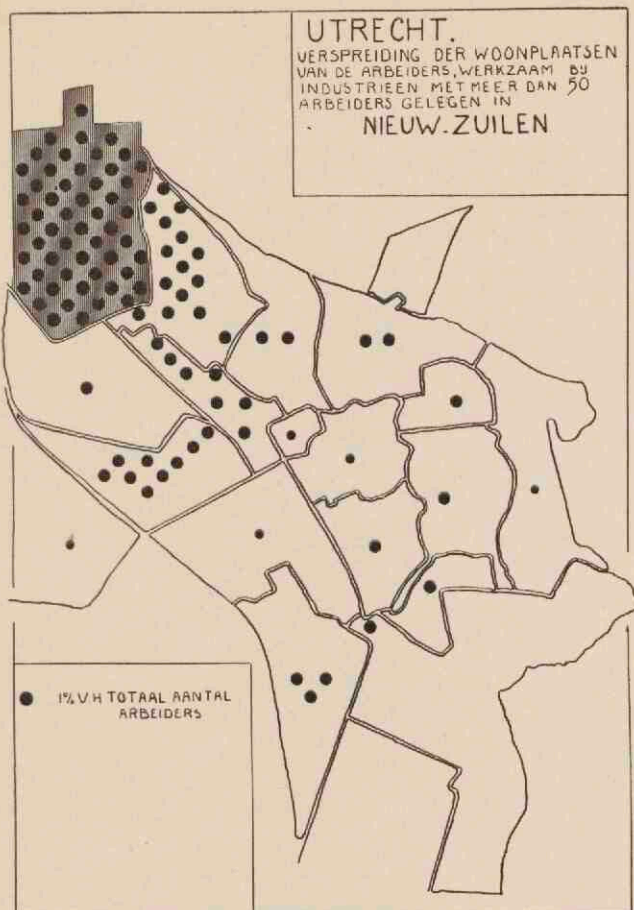 UTRECHT.
VERSPREIDING DER WOONPLAATSEN
VAN DE ARBEIDERS, WERKZAAM BY
INDUSTRIEEN MET MEER DAN 50
ARBEIDERS GELEGEN IN
NIEUW-ZUILEN
1% V H TOTAAL AANTAL
ARBEIDERS